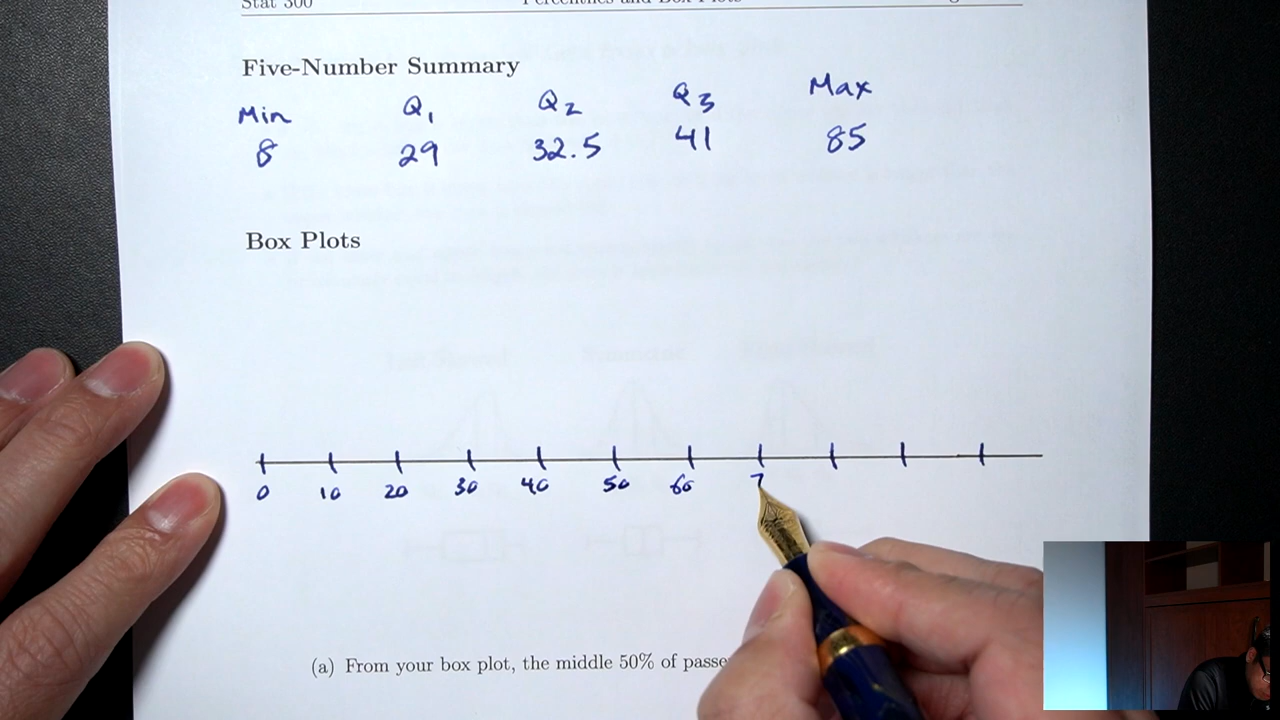 Stat 300 Percentiles and Box Plots
Five-Number Summary
Min Q1 Q2 Q3 Max
8 29 32.5 41 85
Box Plots
0 10 20 30 40 50 60 7
(a) From your box plot, the middle 50% of